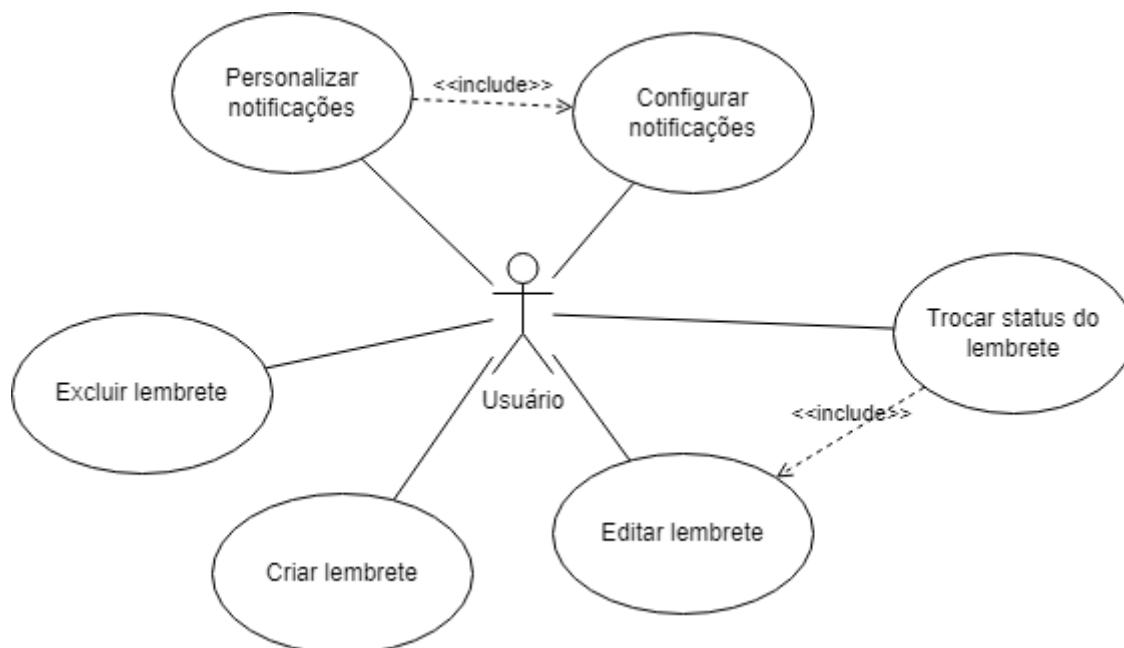 Personalizar
notificações
<<include>>
Configurar
notificações
Trocar status do
lembrete
Excluir lembrete
Usuário
<<include>>
Editar lembrete
Criar lembrete